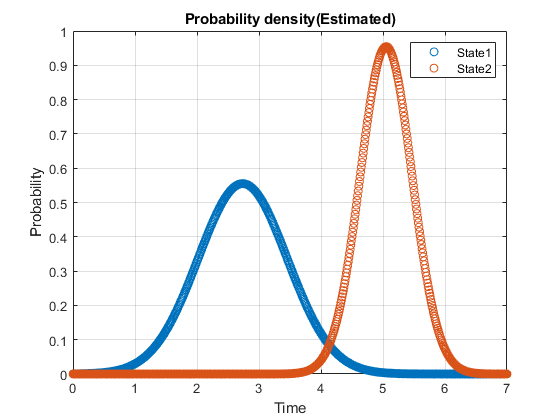 Probability density(Estimated)
1
0.9
0.8
0.7
0.6
0.5
0.4
0.3
0.2
0.1
0
Probability
State1
State2
0 1 2 3 4 5 6 7
Time